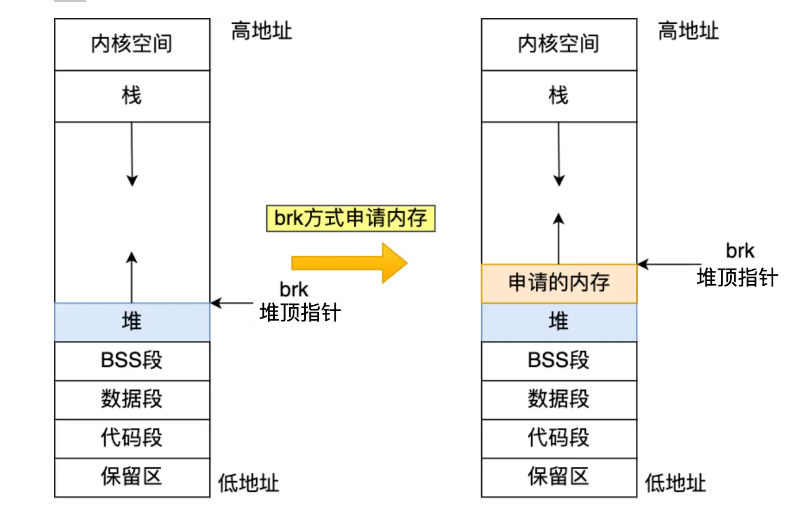 高地址
内核空间
栈
brk
堆顶指针
堆
BSS段
数据段
代码段
保留区
低地址
brk方式申请内存
高地址
内核空间
栈
brk
堆顶指针
申请的内存
堆
BSS段
数据段
代码段
保留区
低地址